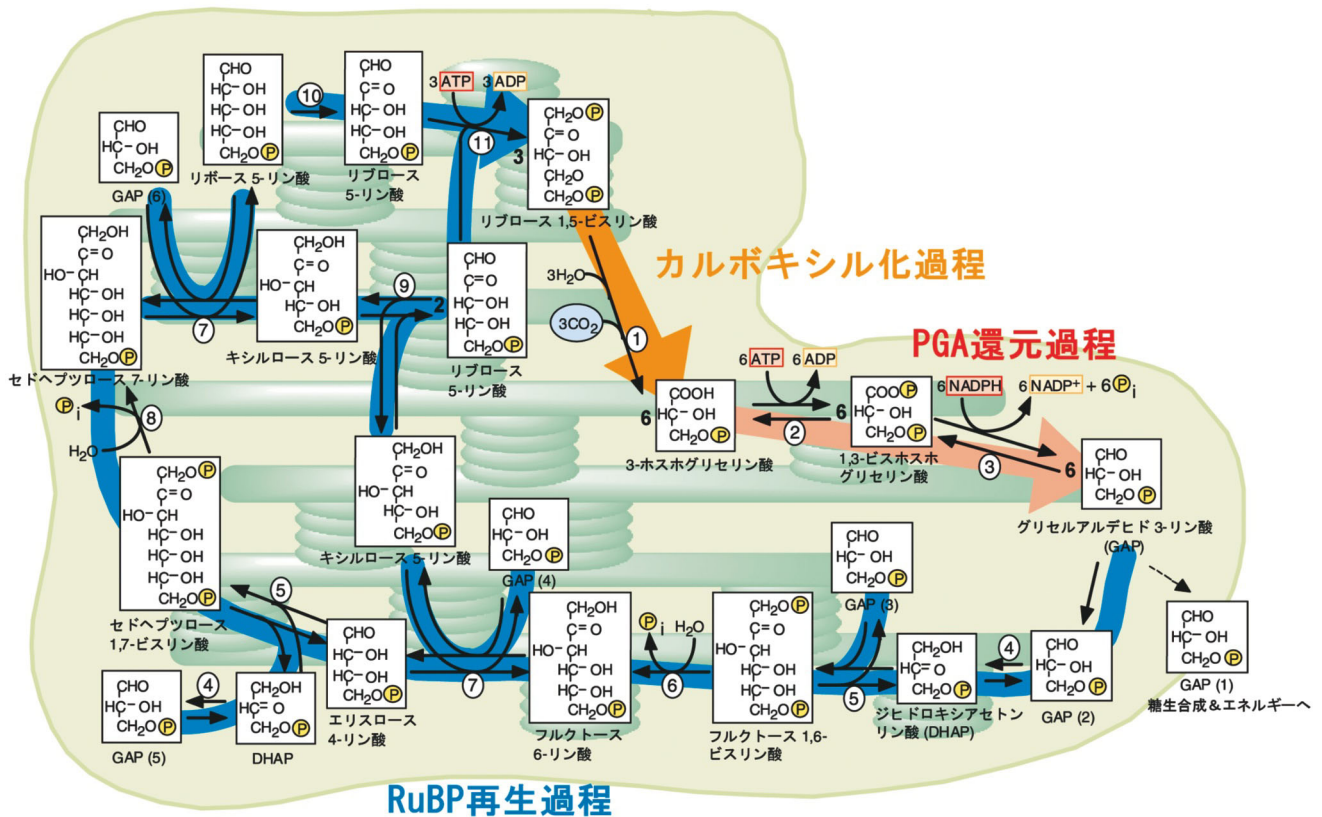 CHO
HC－OH
HC－OH
HC－OH
CH₂O Ⓟ
リボース 5-リン酸
⑩
CHO
C＝O
HC－OH
HC－OH
CH₂O Ⓟ
リブロース
5-リン酸
3 ATP
3 ADP
⑪
3
CH₂O Ⓟ
C＝O
HC－OH
CH₂O
CH₂O Ⓟ
リブロース 1,5-ビスリン酸
CHO
HC－OH
CH₂O Ⓟ
GAP (6)
CH₂OH
C＝O
HO－CH
HC－OH
HC－OH
HC－OH
CH₂O Ⓟ
セドヘプツロース 7-リン酸
⑦
CH₂OH
C＝O
HO－CH
HC－OH
CH₂O Ⓟ
キシルロース 5-リン酸
⑨
2
CHO
C＝O
HC－OH
HC－OH
CH₂O Ⓟ
リブロース
5-リン酸
3H₂O
3CO₂
①
カルボキシル化過程
PGA還元過程
6
COOH
HC－OH
CH₂O Ⓟ
3-ホスホグリセリン酸
6 ATP
6 ADP
②
6
COO Ⓟ
HC－OH
CH₂O Ⓟ
1,3-ビスホスホ
グリセリン酸
6 NADPH
6 NADP⁺ + 6 Ⓟi
③
6
CHO
HC－OH
CH₂O Ⓟ
グリセルアルデヒド 3-リン酸
(GAP)
Ⓟi
H₂O
⑧
CH₂O Ⓟ
C＝O
HO－CH
HC－OH
HC－OH
HC－OH
CH₂O Ⓟ
セドヘプツロース
1,7-ビスリン酸
⑤
CH₂OH
C＝O
HO－CH
HC－OH
CH₂O Ⓟ
キシルロース 5-リン酸
CHO
HC－OH
CH₂O Ⓟ
GAP (4)
CHO
HC－OH
CH₂O Ⓟ
GAP (3)
CHO
HC－OH
CH₂O Ⓟ
GAP (5)
④
CH₂OH
HC＝O
CH₂O Ⓟ
DHAP
CHO
HC－OH
HC－OH
CH₂O Ⓟ
エリスロース
4-リン酸
⑦
CH₂OH
C＝O
HO－CH
HC－OH
HC－OH
CH₂O Ⓟ
フルクトース
6-リン酸
Ⓟi
H₂O
⑥
CH₂O Ⓟ
C＝O
HO－CH
HC－OH
HC－OH
CH₂O Ⓟ
フルクトース 1,6-
ビスリン酸
⑤
CH₂OH
HC＝O
CH₂O Ⓟ
ジヒドロキシアセトン
リン酸 (DHAP)
④
CHO
HC－OH
CH₂O Ⓟ
GAP (2)
CHO
HC－OH
CH₂O Ⓟ
GAP (1)
糖生合成＆エネルギーへ
RuBP再生過程